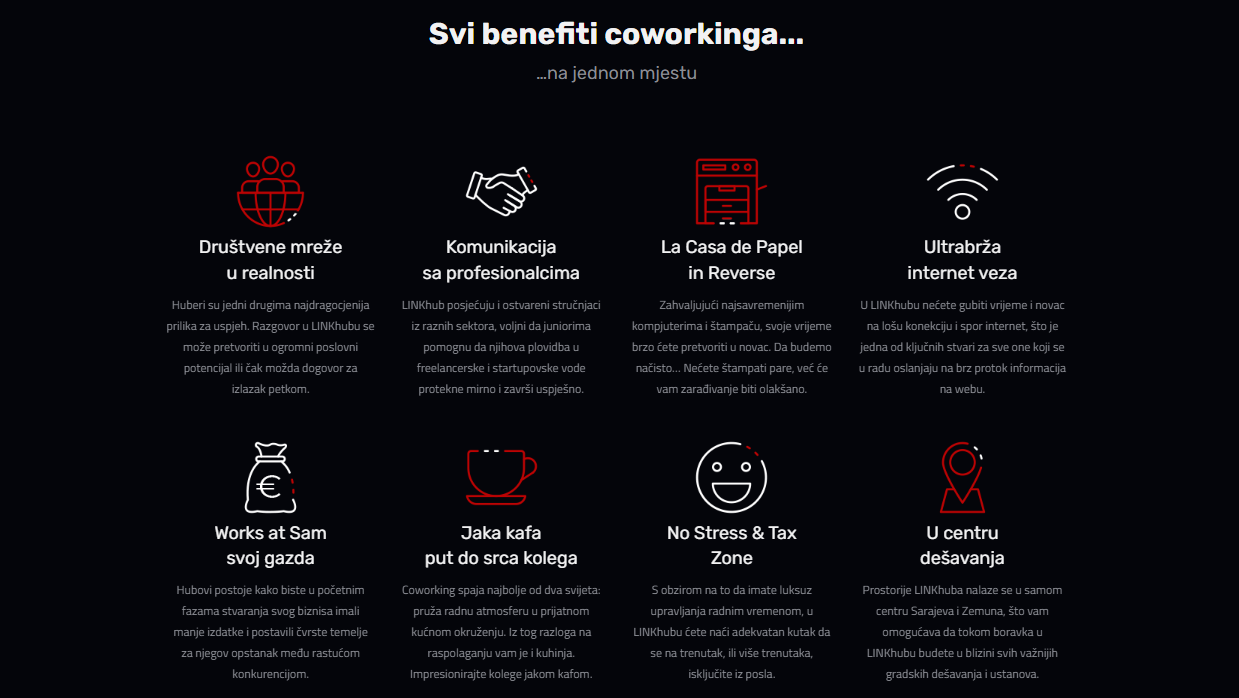 Svi benefiti coworkinga...
...na jednom mjestu
Društvene mreže
u realnosti
Huberi su jedni drugima najdragocjenija
prilika za uspjeh. Razgovor u LINKhubu se
može pretvoriti u ogromni poslovni
potencijal ili čak možda dogovor za
izlazak petkom.
Komunikacija
sa profesionalcima
LINKhub posjećuju i ostvareni stručnjaci
iz raznih sektora, voljni da juniorima
pomognu da njihova plovidba u
freelancerske i startupovske vode
protekne mirno i završi uspješno.
La Casa de Papel
in Reverse
Zahvaljujući najsavremenijim
kompjuterima i štampaču, svoje vrijeme
brzo ćete pretvoriti u novac. Da budemo
načisto... Nećete štampati pare, već će
vam zarađivanje biti olakšano.
Ultrabrža
internet veza
U LINKhubu nećete gubiti vrijeme i novac
na lošu konekciju i spor internet, što je
jedna od ključnih stvari za sve one koji se
u radu oslanjaju na brz protok informacija
na webu.
€
Works at Sam
svoj gazda
Hubovi postoje kako biste u početnim
fazama stvaranja svog biznisa imali
manje izdatke i postavili čvrste temelje
za njegov opstanak među rastućom
konkurencijom.
Jaka kafa
put do srca kolega
Coworking spaja najbolje od dva svijeta:
pruža radnu atmosferu u prijatnom
kućnom okruženju. Iz tog razloga na
raspolaganju vam je i kuhinja.
Impresionirajte kolege jakom kafom.
No Stress & Tax
Zone
S obzirom na to da imate luksuz
upravljanja radnim vremenom, u
LINKhubu ćete naći adekvatan kutak da
se na trenutak, ili više trenutaka,
isključite iz posla.
U centru
dešavanja
Prostorije LINKhuba nalaze se u samom
centru Sarajeva i Zemuna, što vam
omogućava da tokom boravka u
LINKhubu budete u blizini svih važnijih
gradskih dešavanja i ustanova.